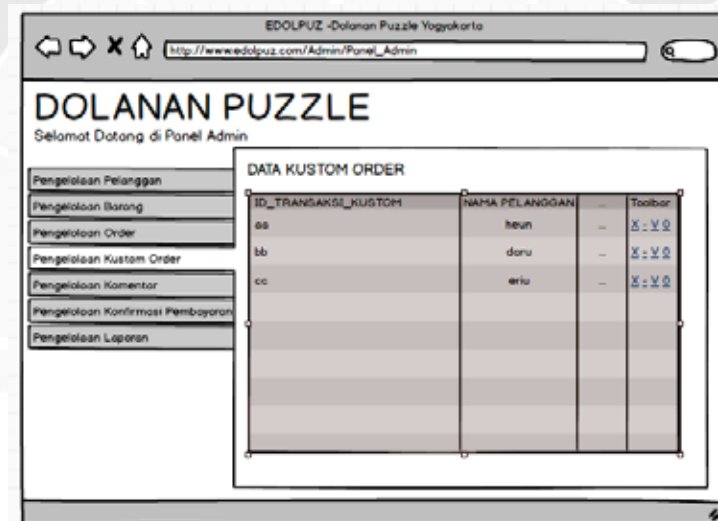 EDOLPUZ -Dolanan Puzzle Yogyakarta
http://www.edolpuz.com/Admin/Panel_Admin
DOLANAN PUZZLE
Selamat Datang di Panel Admin
Pengelolaan Pelanggan
Pengelolaan Barang
Pengelolaan Order
Pengelolaan Kustom Order
Pengelolaan Komentar
Pengelolaan Konfirmasi Pembayaran
Pengelolaan Laporan
DATA KUSTOM ORDER
ID_TRANSAKSI_KUSTOM NAMA PELANGGAN ... Toolbar
aa heun ... X - V O
bb daru ... X - V O
cc eriu ... X - V O